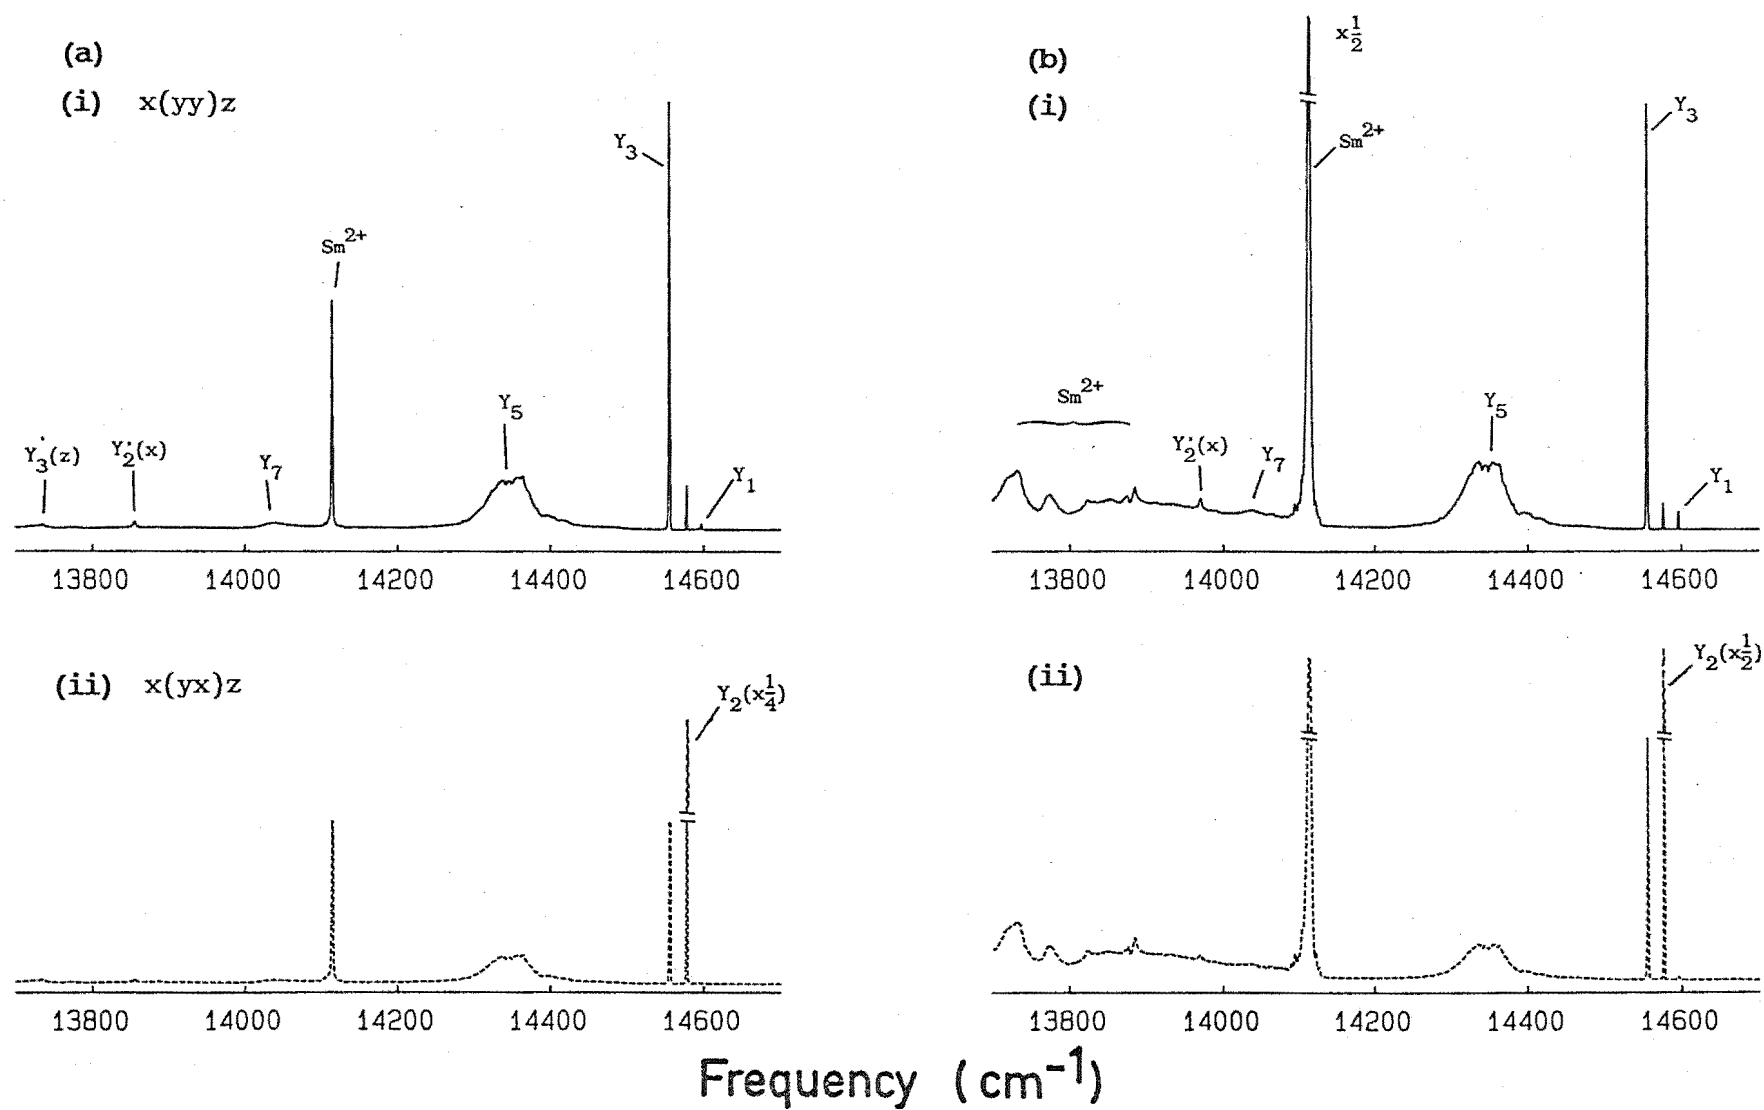 (a)
(i) x(yy)z
Y3
Sm2+
Y5
Y3'(z)
Y2'(x)
Y7
Y1
13800 14000 14200 14400 14600
(ii) x(yx)z
Y2(x1/4)
13800 14000 14200 14400 14600
(b)
(i)
x1/2
Y3
Sm2+
Sm2+
Y5
Y2'(x)
Y7
Y1
13800 14000 14200 14400 14600
(ii)
Y2(x1/2)
13800 14000 14200 14400 14600
Frequency (cm-1)